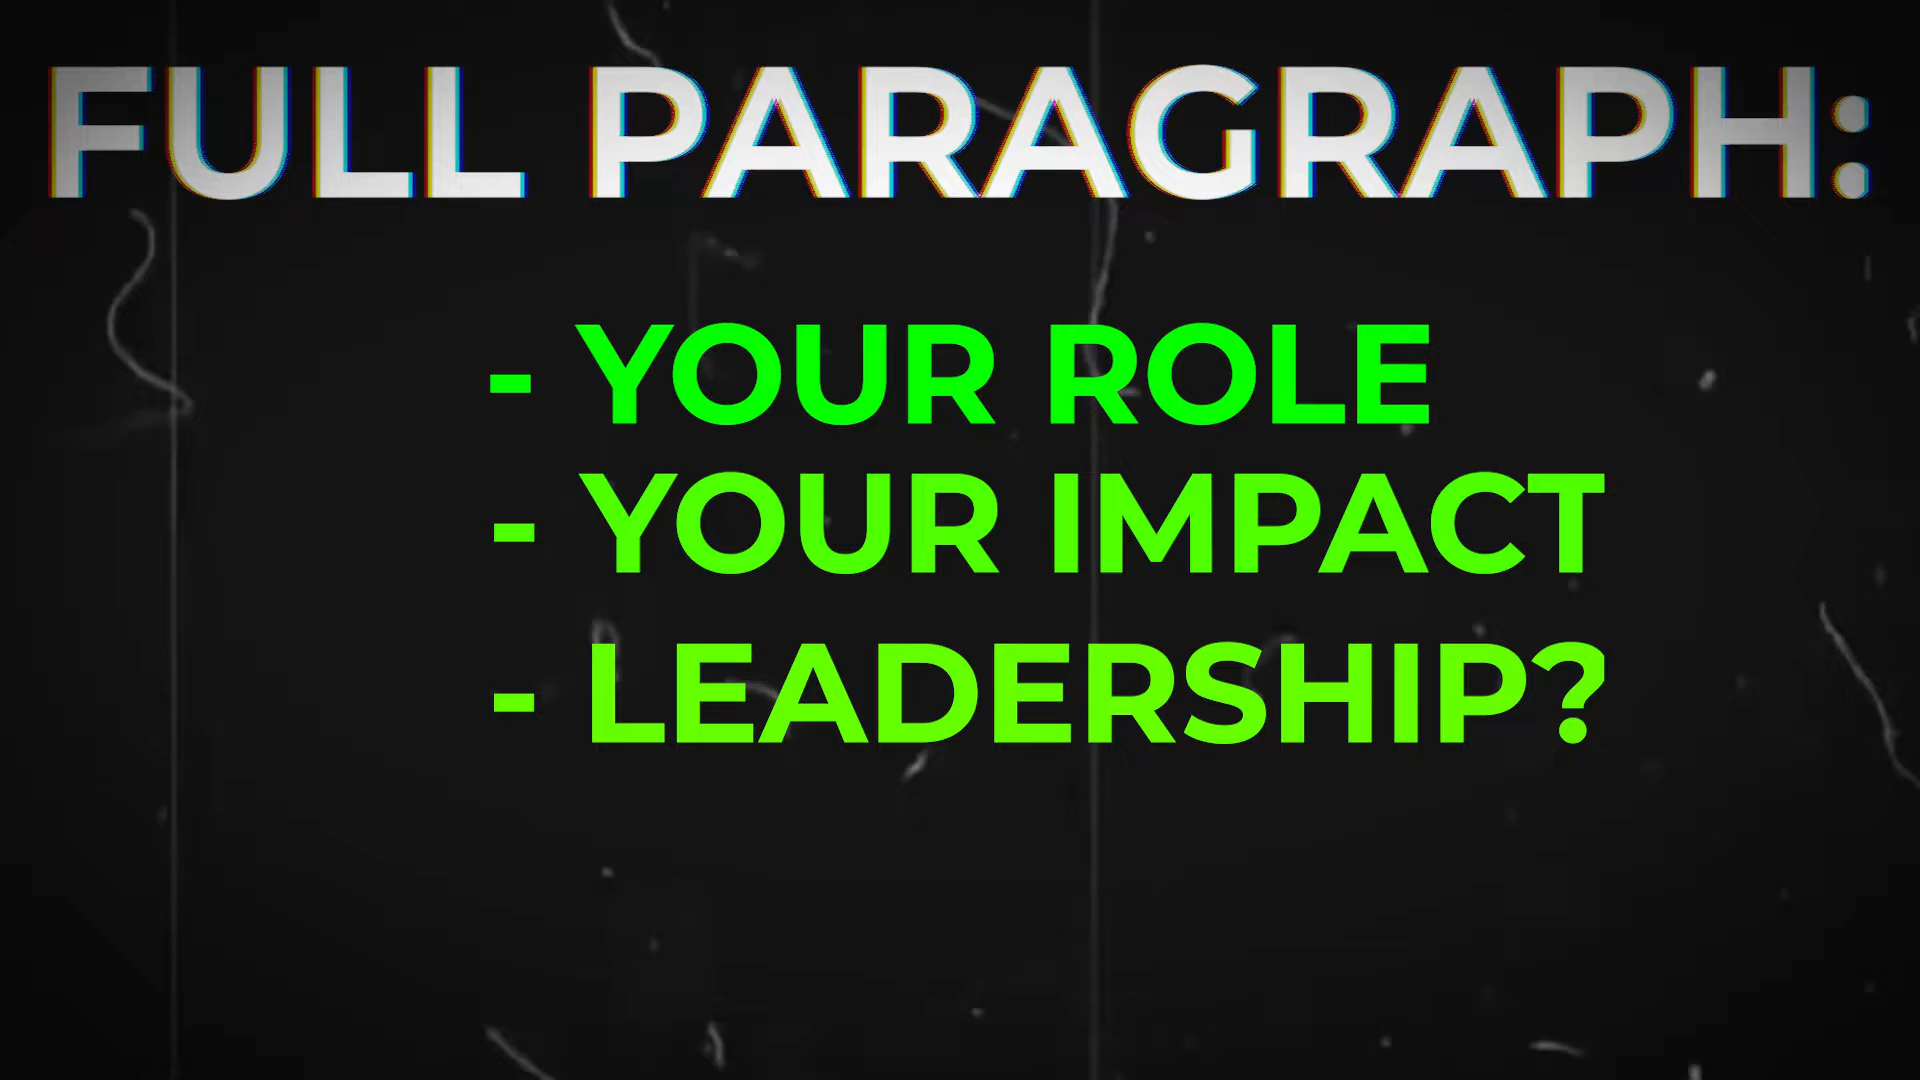 FULL PARAGRAPH:
- YOUR ROLE
- YOUR IMPACT
- LEADERSHIP?